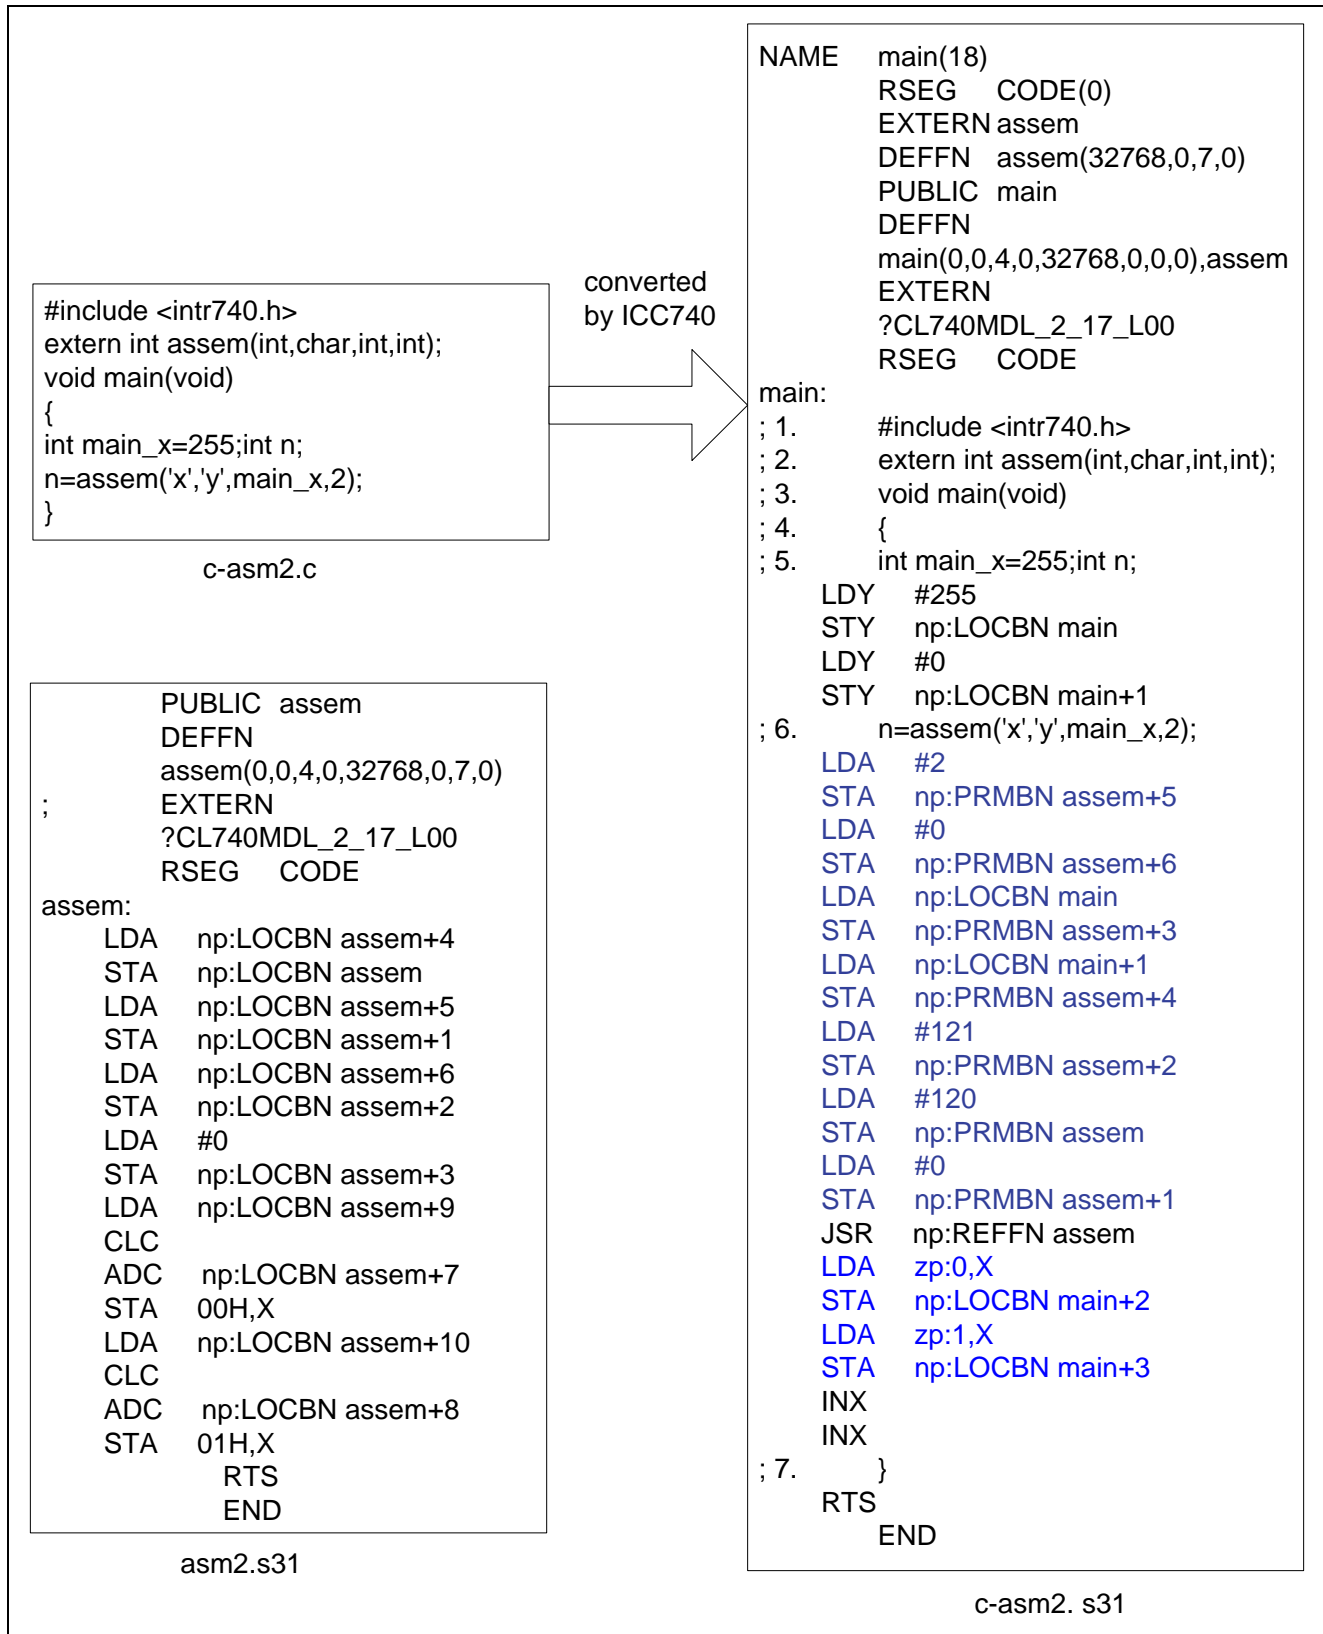 #include <intr740.h>
extern int assem(int,char,int,int);
void main(void)
{
int main_x=255;int n;
n=assem('x','y',main_x,2);
}
c-asm2.c
converted
by ICC740
PUBLIC assem
DEFFN
assem(0,0,4,0,32768,0,7,0)
; EXTERN
?CL740MDL_2_17_L00
RSEG CODE
assem:
LDA np:LOCBN assem+4
STA np:LOCBN assem
LDA np:LOCBN assem+5
STA np:LOCBN assem+1
LDA np:LOCBN assem+6
STA np:LOCBN assem+2
LDA #0
STA np:LOCBN assem+3
LDA np:LOCBN assem+9
CLC
ADC np:LOCBN assem+7
STA 00H,X
LDA np:LOCBN assem+10
CLC
ADC np:LOCBN assem+8
STA 01H,X
RTS
END
asm2.s31
NAME main(18)
RSEG CODE(0)
EXTERN assem
DEFFN assem(32768,0,7,0)
PUBLIC main
DEFFN
main(0,0,4,0,32768,0,0,0),assem
EXTERN
?CL740MDL_2_17_L00
RSEG CODE
main:
; 1. #include <intr740.h>
; 2. extern int assem(int,char,int,int);
; 3. void main(void)
; 4. {
; 5. int main_x=255;int n;
LDY #255
STY np:LOCBN main
LDY #0
STY np:LOCBN main+1
; 6. n=assem('x','y',main_x,2);
LDA #2
STA np:PRMBN assem+5
LDA #0
STA np:PRMBN assem+6
LDA np:LOCBN main
STA np:PRMBN assem+3
LDA np:LOCBN main+1
STA np:PRMBN assem+4
LDA #121
STA np:PRMBN assem+2
LDA #120
STA np:PRMBN assem
LDA #0
STA np:PRMBN assem+1
JSR np:REFFN assem
LDA zp:0,X
STA np:LOCBN main+2
LDA zp:1,X
STA np:LOCBN main+3
INX
INX
; 7. }
RTS
END
c-asm2. s31